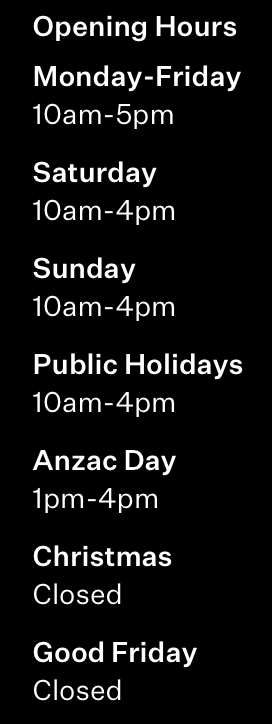 Opening Hours
Monday-Friday
10am-5pm
Saturday
10am-4pm
Sunday
10am-4pm
Public Holidays
10am-4pm
Anzac Day
1pm-4pm
Christmas
Closed
Good Friday
Closed